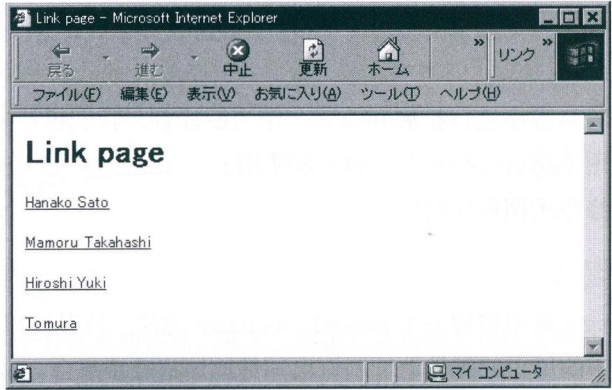 Link page - Microsoft Internet Explorer
戻る 進む 中止 更新 ホーム » リンク »
ファイル(F) 編集(E) 表示(V) お気に入り(A) ツール(T) ヘルプ(H)
Link page
Hanako Sato
Mamoru Takahashi
Hiroshi Yuki
Tomura
マイ コンピュータ